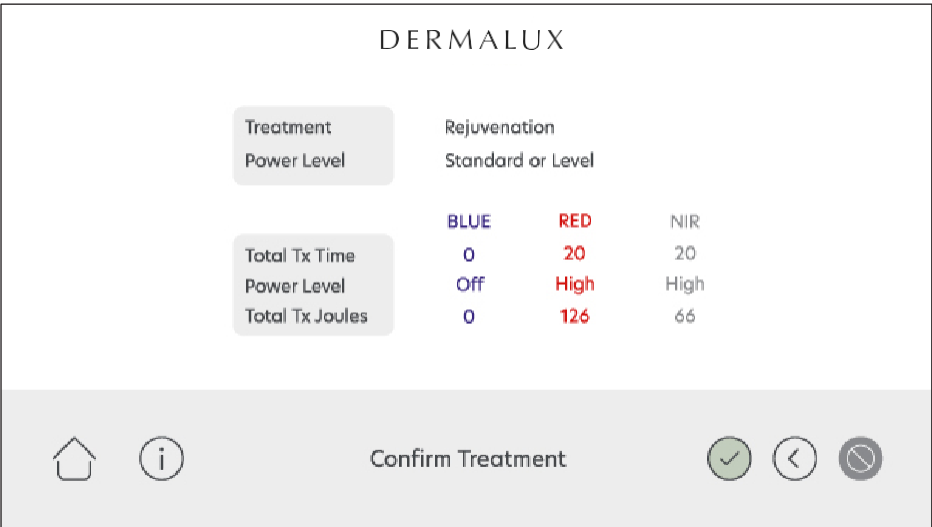 DERMALUX
Treatment Rejuvenation
Power Level Standard or Level
BLUE RED NIR
Total Tx Time 0 20 20
Power Level Off High High
Total Tx Joules 0 126 66
i
Confirm Treatment